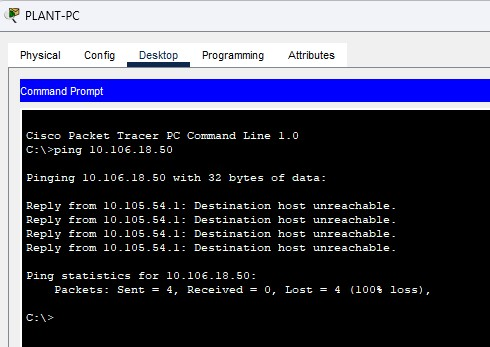 PLANT-PC
Physical Config Desktop Programming Attributes
Command Prompt
Cisco Packet Tracer PC Command Line 1.0
C:\>ping 10.106.18.50
Pinging 10.106.18.50 with 32 bytes of data:
Reply from 10.105.54.1: Destination host unreachable.
Reply from 10.105.54.1: Destination host unreachable.
Reply from 10.105.54.1: Destination host unreachable.
Reply from 10.105.54.1: Destination host unreachable.
Ping statistics for 10.106.18.50:
Packets: Sent = 4, Received = 0, Lost = 4 (100% loss),
C:\>